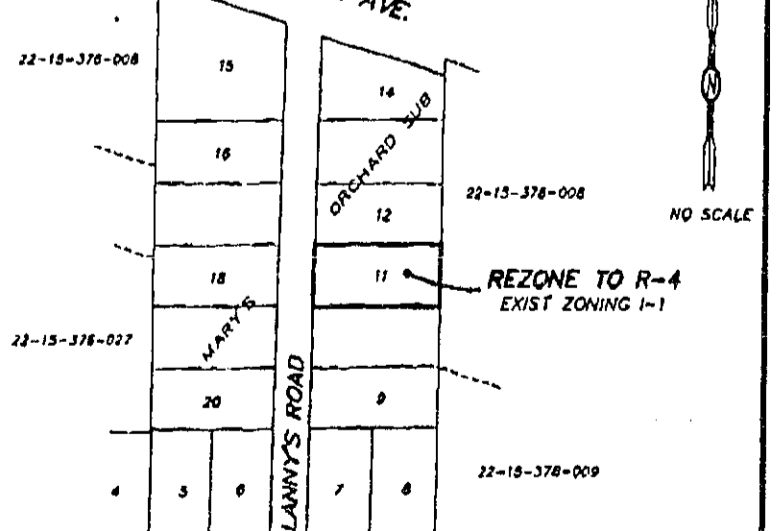 AVE.
22-15-376-008
15
14
ORCHARD SUB
16
12
22-15-378-008
N
NO SCALE
18
11
REZONE TO R-4
EXIST ZONING I-1
MARY'S
22-15-376-027
20
9
LANNY'S ROAD
4
5
6
7
8
22-15-378-009